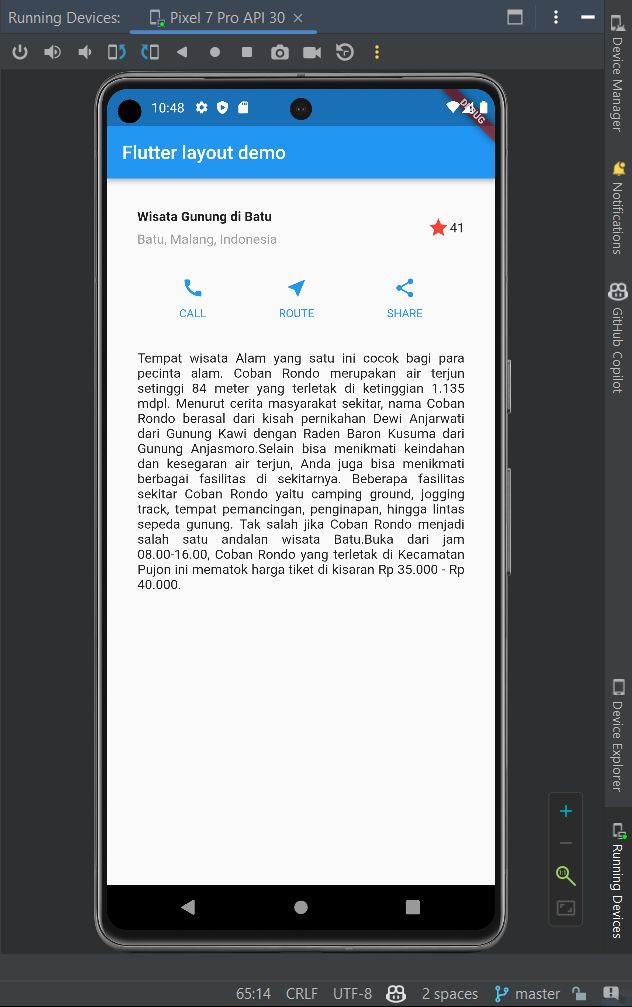 Running Devices: Pixel 7 Pro API 30
10:48
DEBUG
Flutter layout demo
Wisata Gunung di Batu
41
Batu, Malang, Indonesia
CALL ROUTE SHARE
Tempat wisata Alam yang satu ini cocok bagi para
pecinta alam. Coban Rondo merupakan air terjun
setinggi 84 meter yang terletak di ketinggian 1.135
mdpl. Menurut cerita masyarakat sekitar, nama Coban
Rondo berasal dari kisah pernikahan Dewi Anjarwati
dari Gunung Kawi dengan Raden Baron Kusuma dari
Gunung Anjasmoro.Selain bisa menikmati keindahan
dan kesegaran air terjun, Anda juga bisa menikmati
berbagai fasilitas di sekitarnya. Beberapa fasilitas
sekitar Coban Rondo yaitu camping ground, jogging
track, tempat pemancingan, penginapan, hingga lintas
sepeda gunung. Tak salah jika Coban Rondo menjadi
salah satu andalan wisata Batu.Buka dari jam
08.00-16.00, Coban Rondo yang terletak di Kecamatan
Pujon ini mematok harga tiket di kisaran Rp 35.000 - Rp
40.000.
Device Manager
Notifications
GitHub Copilot
Device Explorer
Running Devices
1:1
65:14 CRLF UTF-8 2 spaces master